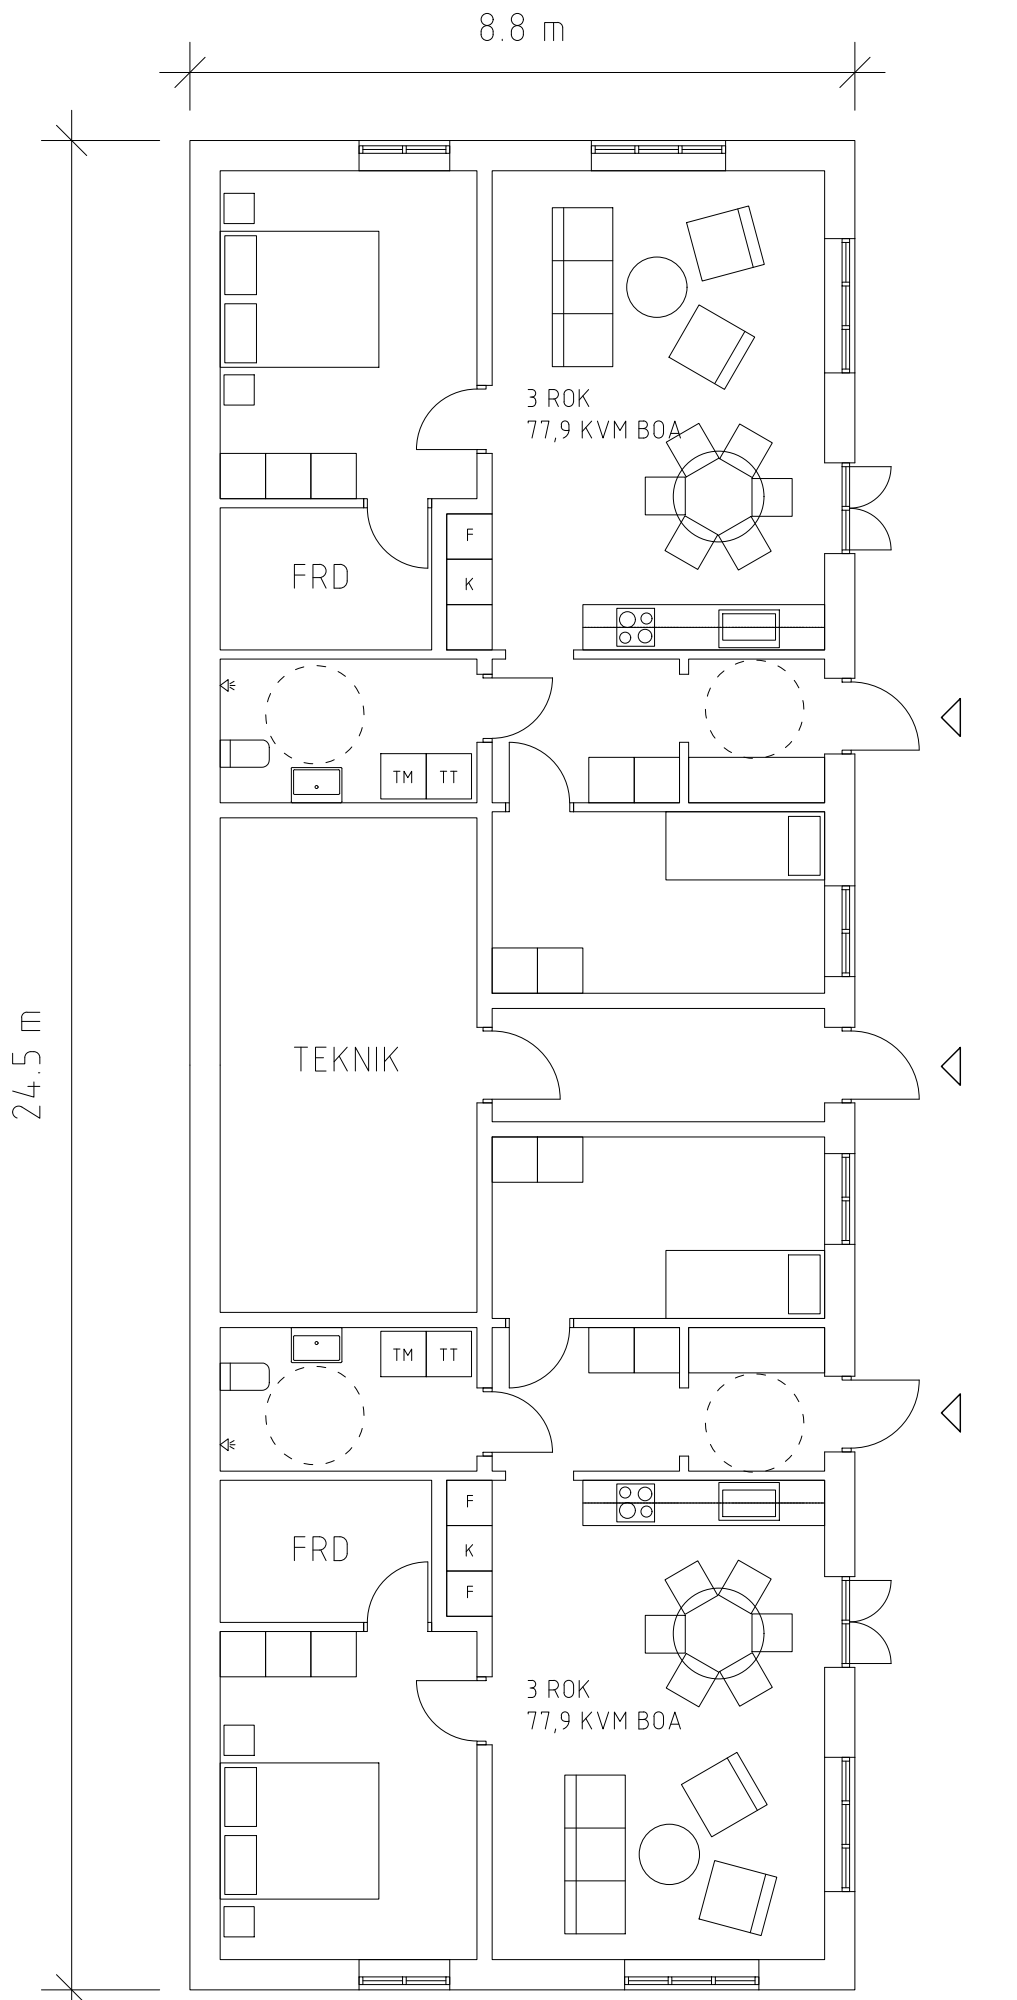 8.8 m
3 ROK
77,9 KVM BOA
F
FRD
K
TM TT
24.5 m
TEKNIK
TM TT
F
FRD
K
F
3 ROK
77,9 KVM BOA